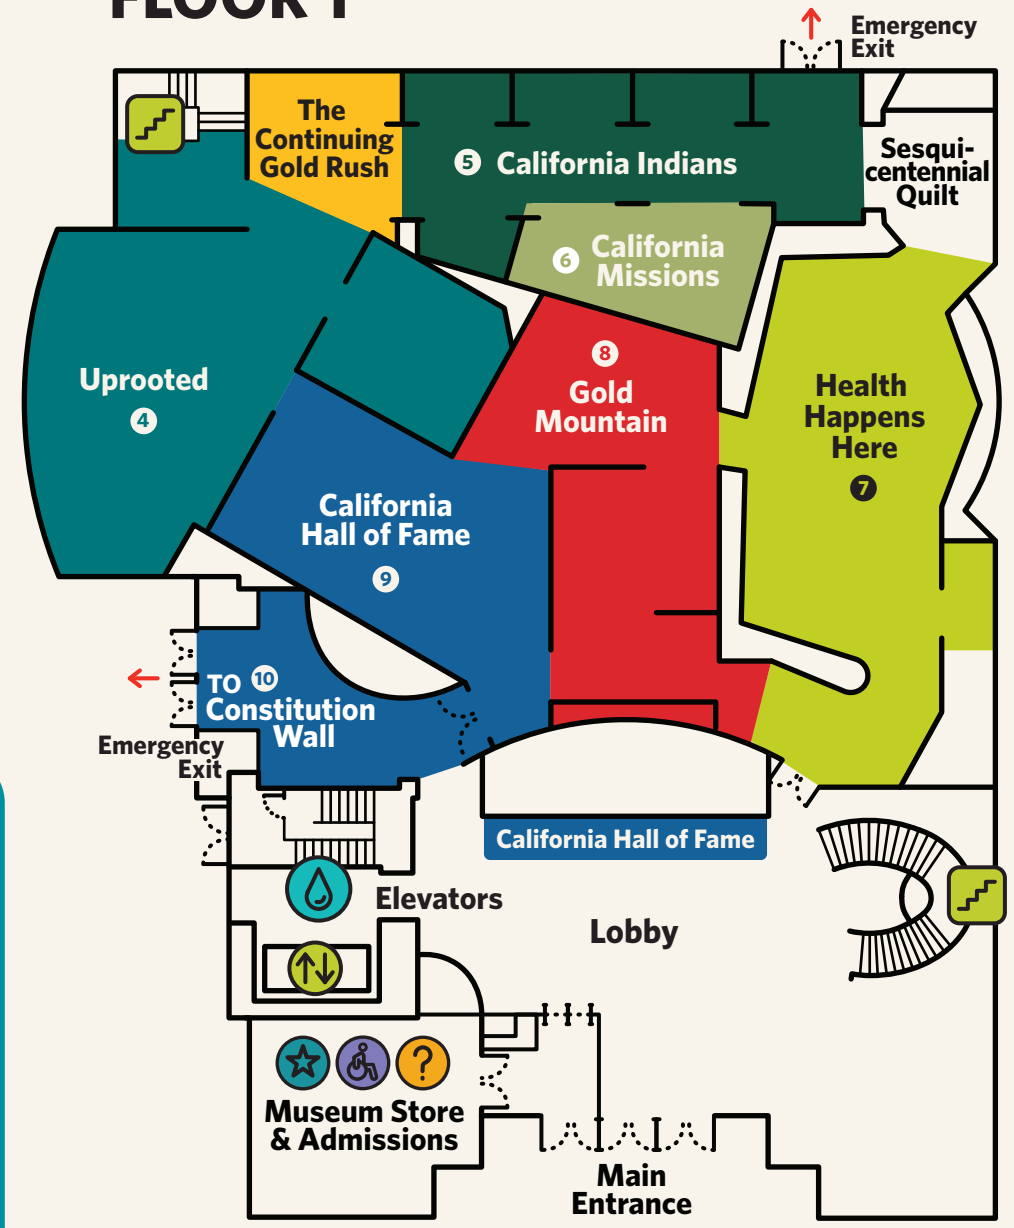 FLOOR 1
Emergency
Exit
The
Continuing
Gold Rush
5 California Indians
Sesqui-
centennial
Quilt
6 California
Missions
8
Gold
Mountain
Uprooted
4
Health
Happens
Here
7
California
Hall of Fame
9
TO 10
Constitution
Wall
Emergency
Exit
California Hall of Fame
Elevators
Lobby
?
Museum Store
& Admissions
Main
Entrance